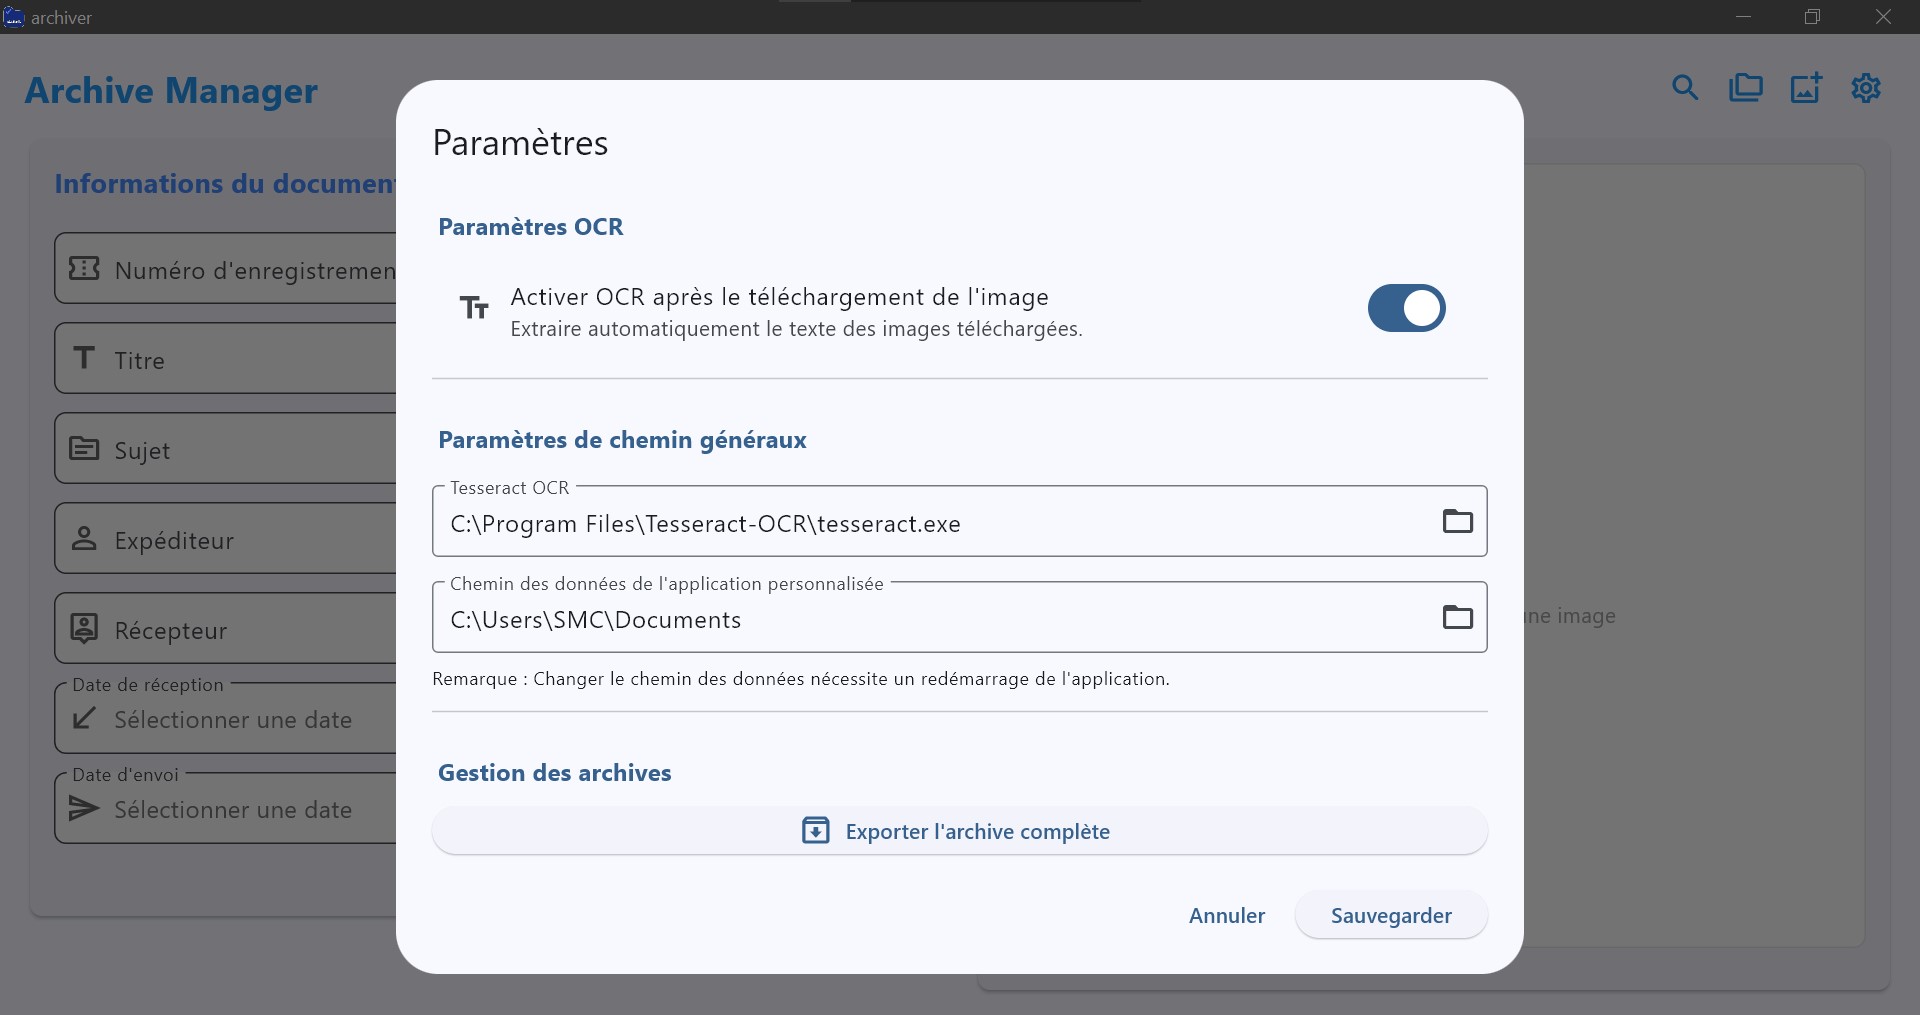 archiver
Archive Manager
Informations du document
Numéro d'enregistremen
Titre
Sujet
Expéditeur
Récepteur
Date de réception
Sélectionner une date
Date d'envoi
Sélectionner une date
Paramètres
Paramètres OCR
Activer OCR après le téléchargement de l'image
Extraire automatiquement le texte des images téléchargées.
Paramètres de chemin généraux
Tesseract OCR
C:\Program Files\Tesseract-OCR\tesseract.exe
Chemin des données de l'application personnalisée
C:\Users\SMC\Documents
Remarque : Changer le chemin des données nécessite un redémarrage de l'application.
Gestion des archives
Exporter l'archive complète
Annuler
Sauvegarder
une image